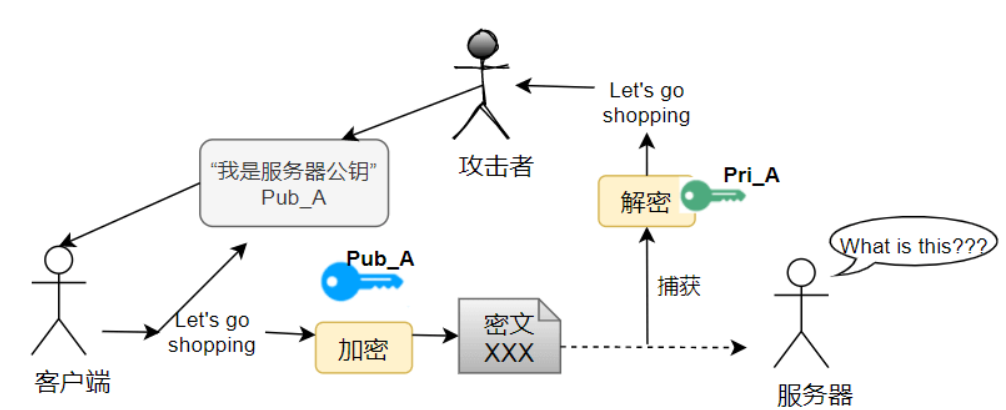 Let's go
shopping
攻击者
“我是服务器公钥”
Pub_A
解密
Pri_A
What is this???
Pub_A
捕获
Let's go
shopping
加密
密文
XXX
客户端
服务器